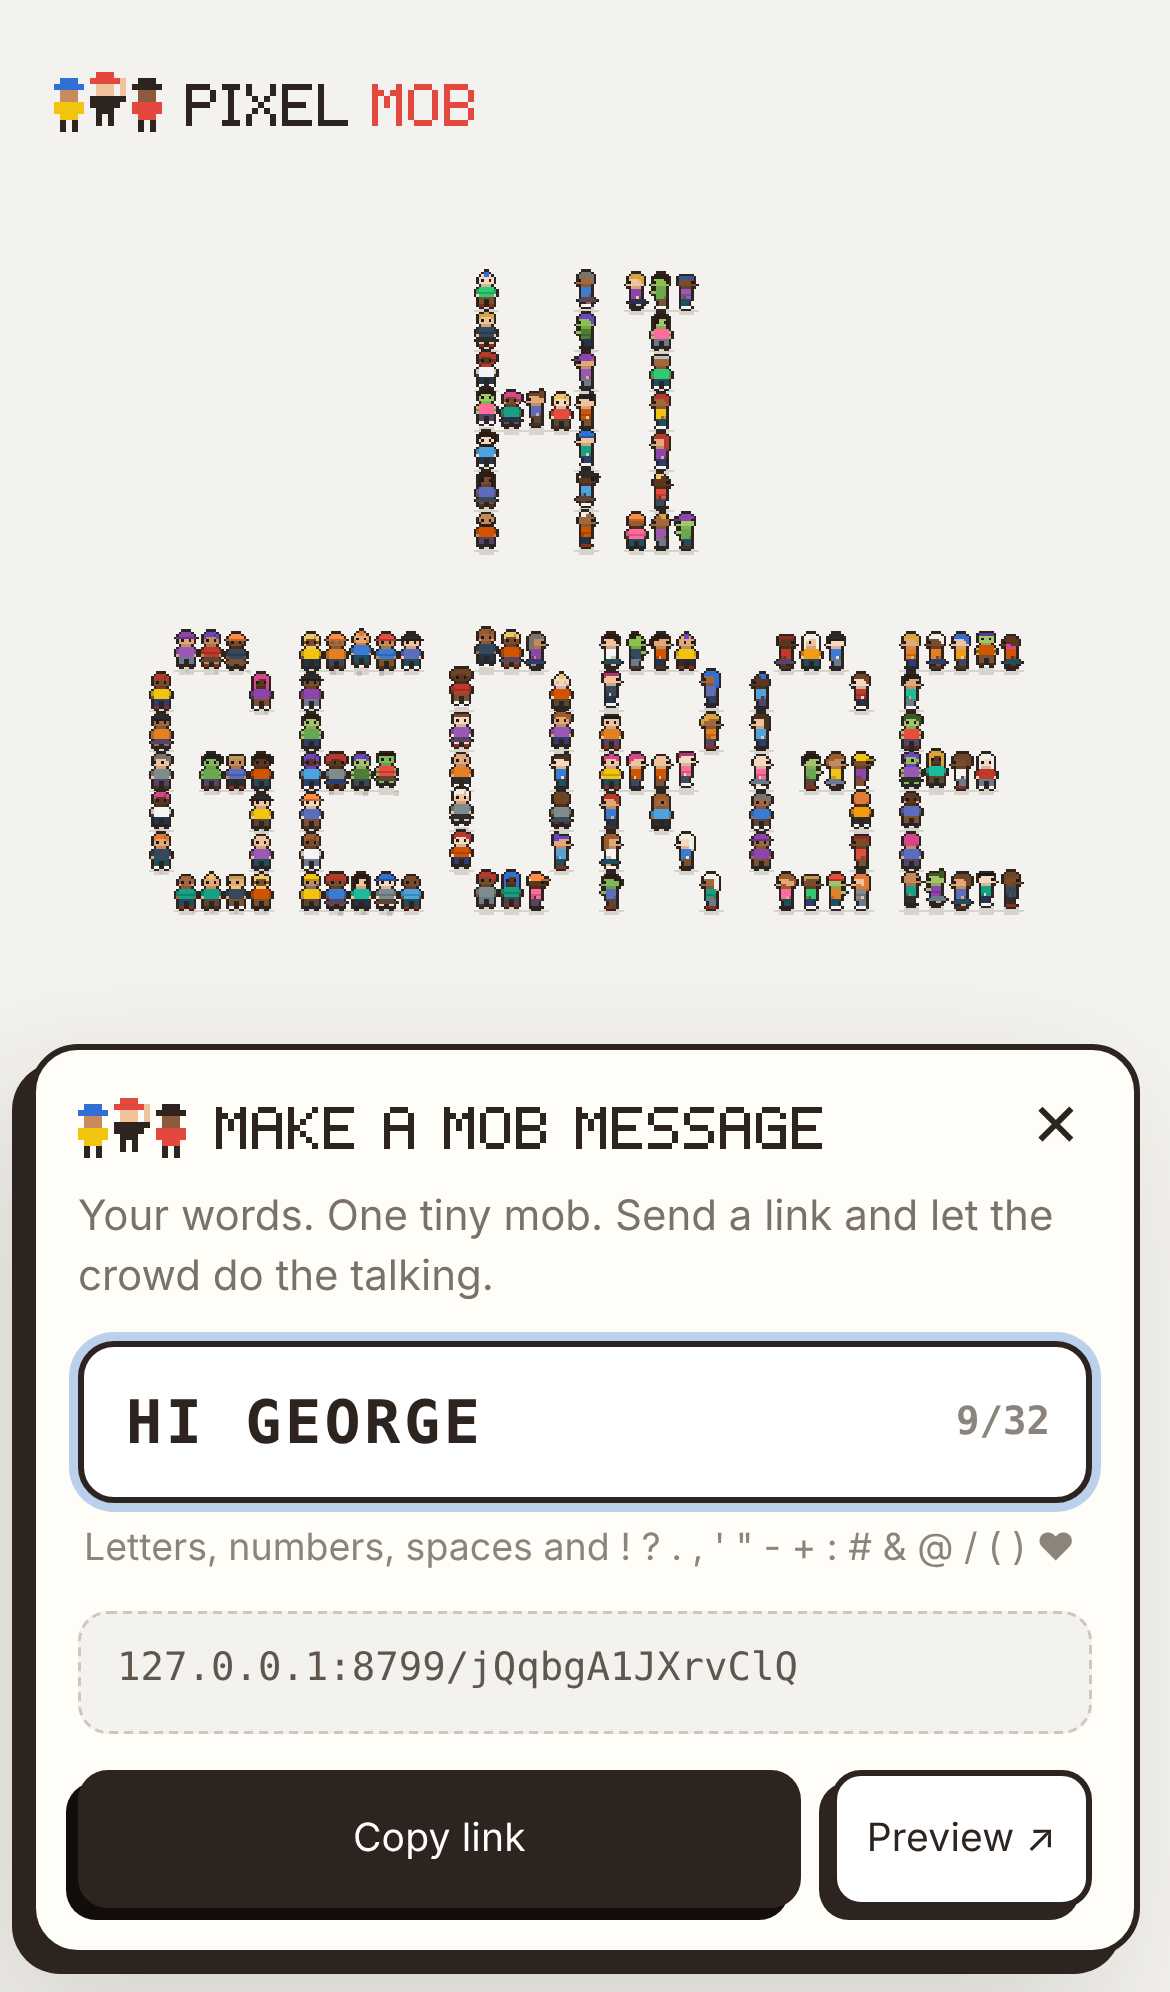 PIXEL MOB
HI
GEORGE
MAKE A MOB MESSAGE
Your words. One tiny mob. Send a link and let the
crowd do the talking.
HI GEORGE 9/32
Letters, numbers, spaces and ! ? . , ' " - + : # & @ / ( ) ♥
127.0.0.1:8799/jQqbgA1JXrvClQ
Copy link
Preview ↗